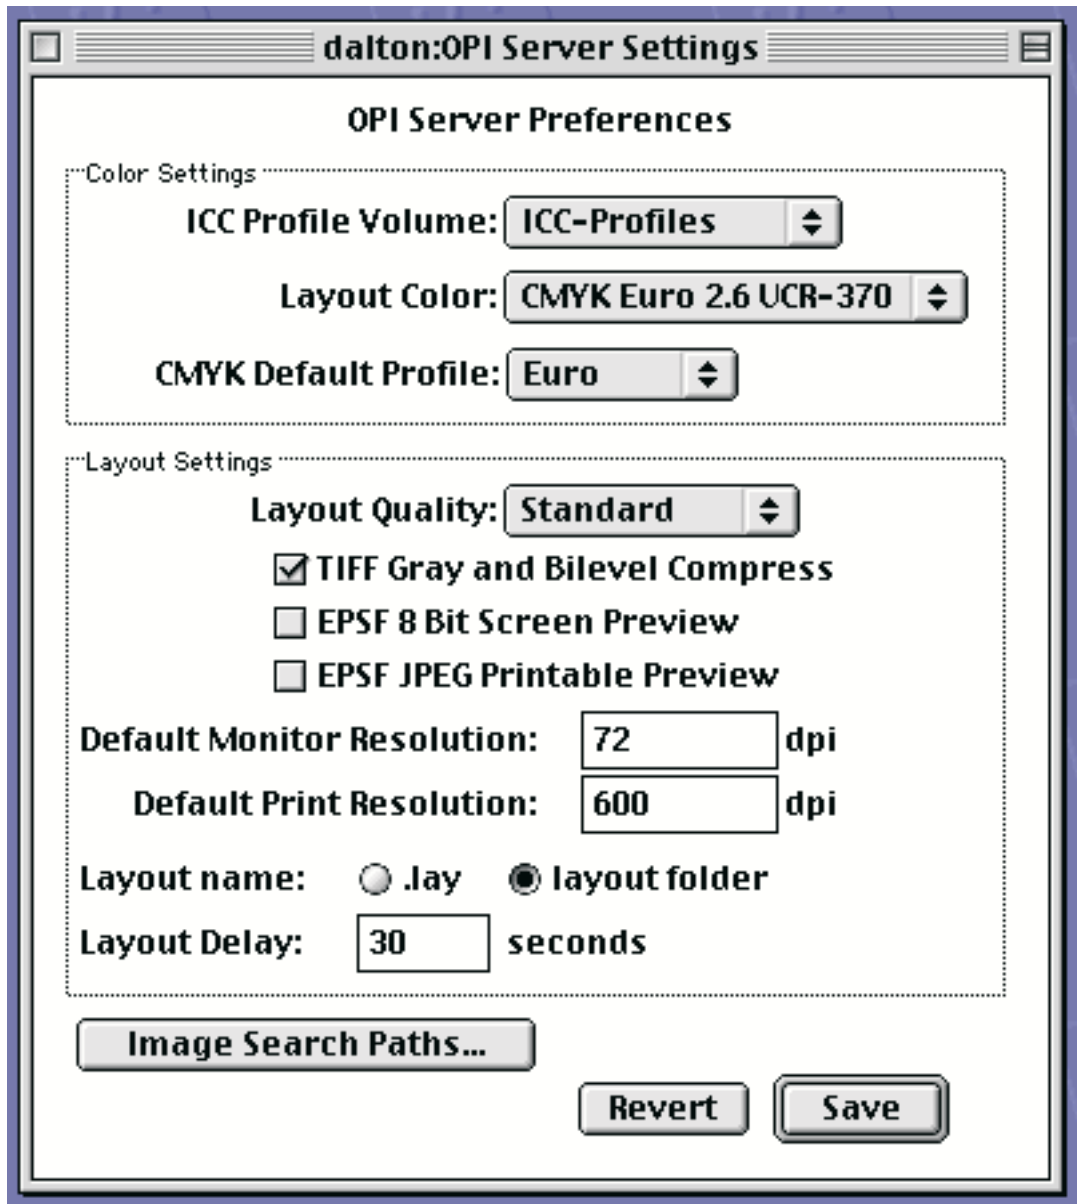 dalton:OPI Server Settings
OPI Server Preferences
Color Settings
ICC Profile Volume: ICC-Profiles
Layout Color: CMYK Euro 2.6 UCR-370
CMYK Default Profile: Euro
Layout Settings
Layout Quality: Standard
TIFF Gray and Bilevel Compress
EPSF 8 Bit Screen Preview
EPSF JPEG Printable Preview
Default Monitor Resolution: 72 dpi
Default Print Resolution: 600 dpi
Layout name: .lay layout folder
Layout Delay: 30 seconds
Image Search Paths...
Revert Save